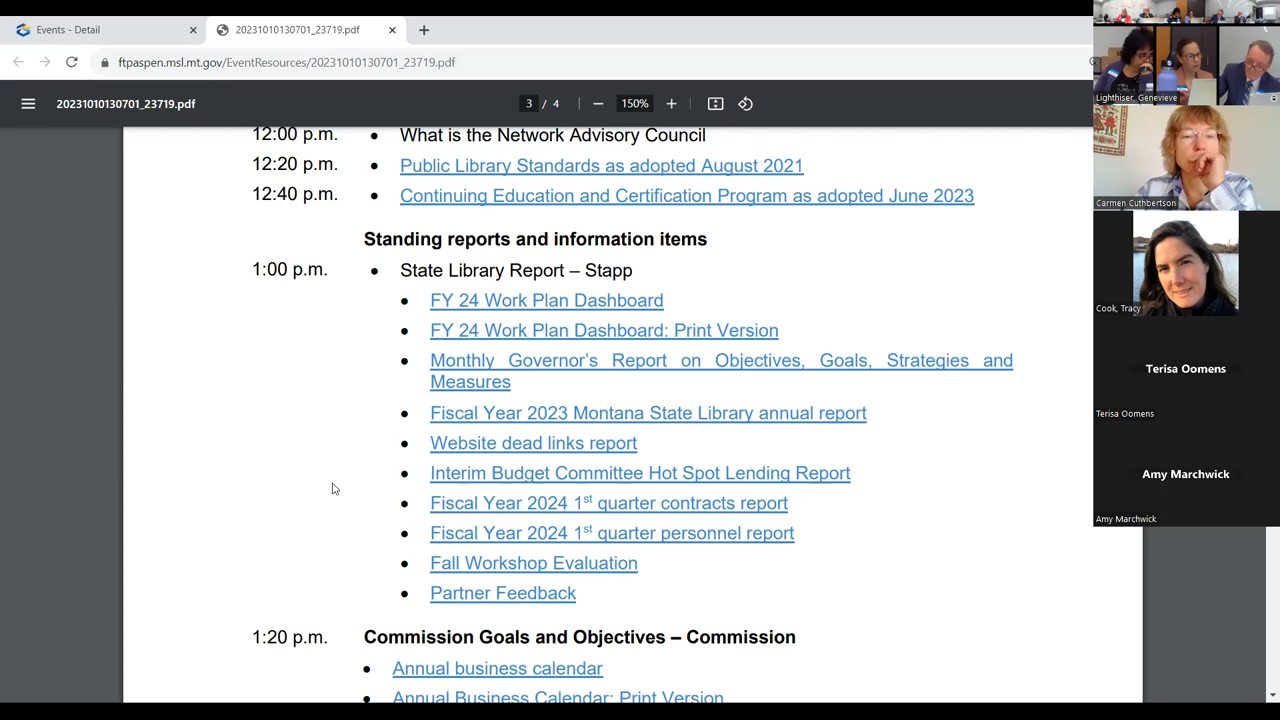 Events - Detail
20231010130701_23719.pdf
ftpaspen.msl.mt.gov/EventResources/20231010130701_23719.pdf
20231010130701_23719.pdf
3 / 4
150%
12:00 p.m. • What is the Network Advisory Council
12:20 p.m. • Public Library Standards as adopted August 2021
12:40 p.m. • Continuing Education and Certification Program as adopted June 2023
Standing reports and information items
1:00 p.m. • State Library Report – Stapp
• FY 24 Work Plan Dashboard
• FY 24 Work Plan Dashboard: Print Version
• Monthly Governor's Report on Objectives, Goals, Strategies and
Measures
• Fiscal Year 2023 Montana State Library annual report
• Website dead links report
• Interim Budget Committee Hot Spot Lending Report
• Fiscal Year 2024 1st quarter contracts report
• Fiscal Year 2024 1st quarter personnel report
• Fall Workshop Evaluation
• Partner Feedback
1:20 p.m. Commission Goals and Objectives – Commission
• Annual business calendar
• Annual Business Calendar: Print Version
Lighthiser, Genevieve
Carmen Cuthbertson
Cook, Tracy
Terisa Oomens
Terisa Oomens
Amy Marchwick
Amy Marchwick